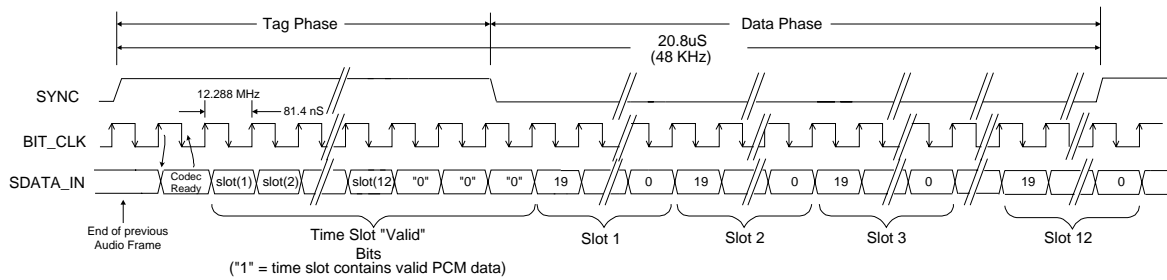 Tag Phase
Data Phase
20.8uS
(48 KHz)
SYNC
12.288 MHz
81.4 nS
BIT_CLK
SDATA_IN
Codec
Ready
slot(1)
slot(2)
slot(12
"0"
"0"
"0"
19
0
19
0
19
0
19
0
End of previous
Audio Frame
Time Slot "Valid"
Bits
("1" = time slot contains valid PCM data)
Slot 1
Slot 2
Slot 3
Slot 12